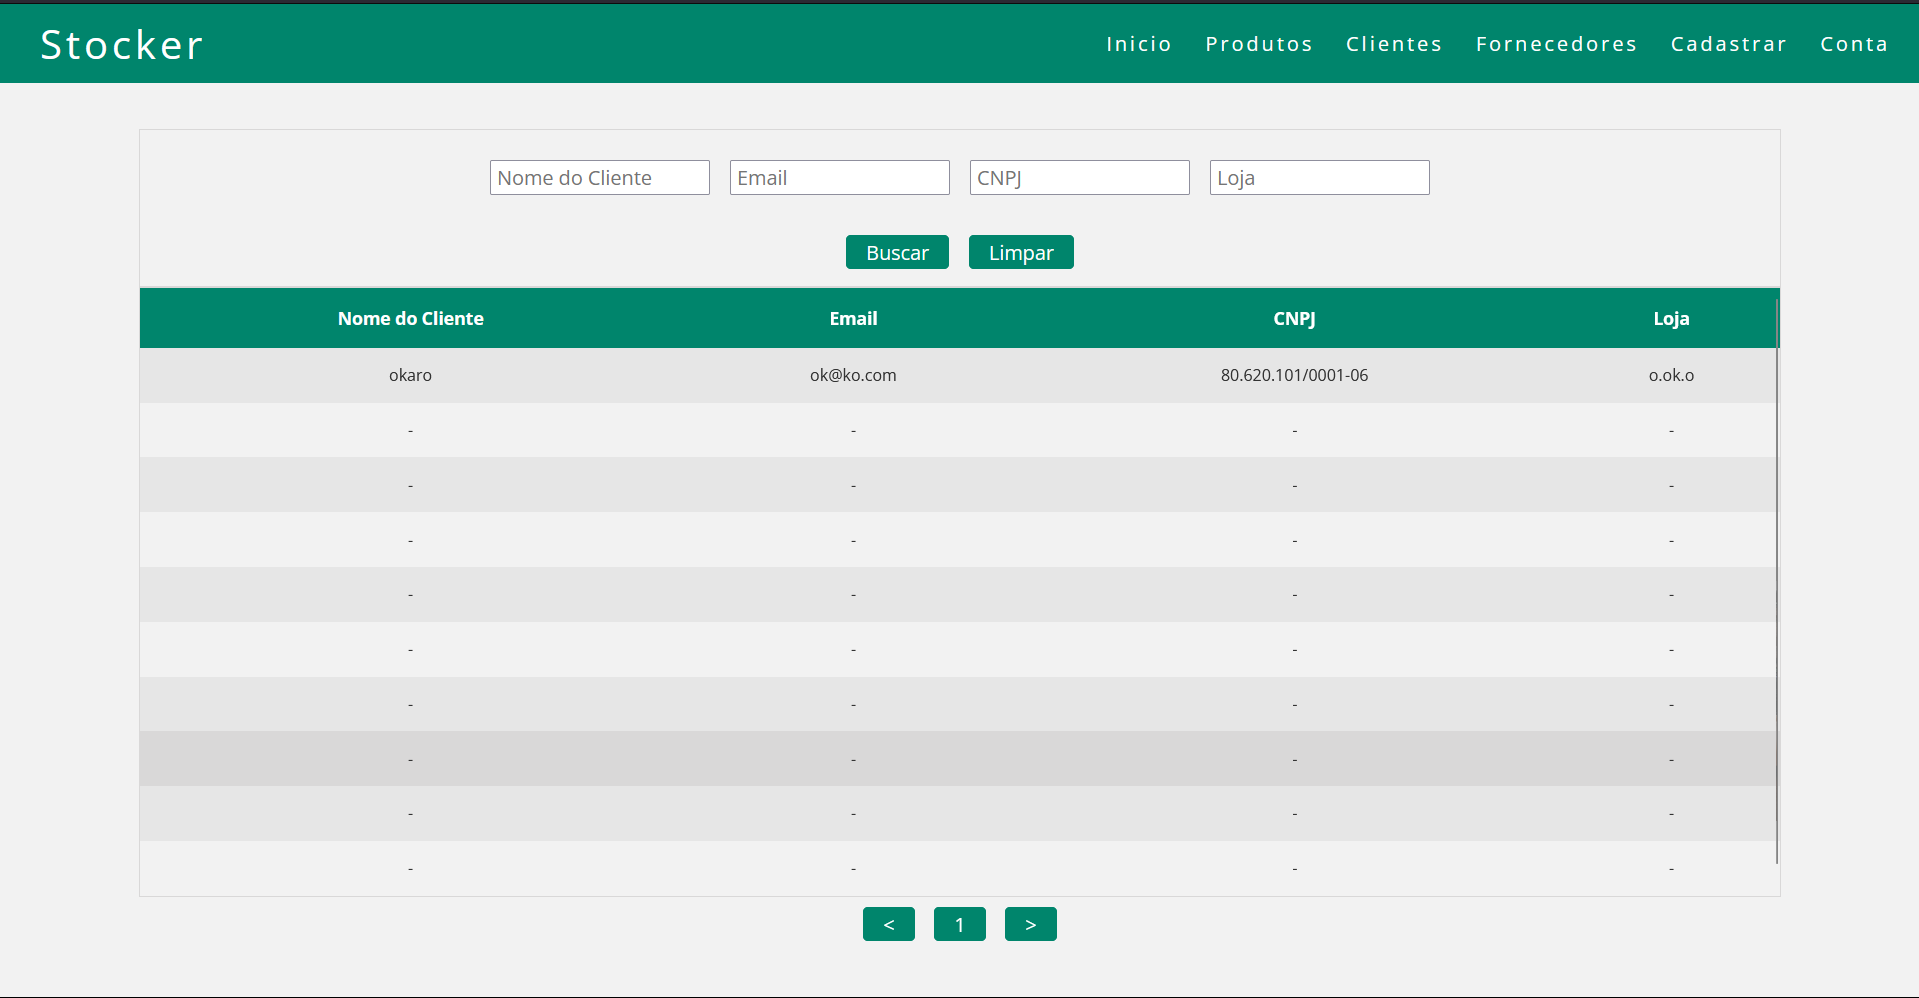 Stocker Inicio Produtos Clientes Fornecedores Cadastrar Conta
Nome do Cliente Email CNPJ Loja
Buscar Limpar
Nome do Cliente Email CNPJ Loja
okaro ok@ko.com 80.620.101/0001-06 o.ok.o
- - - -
- - - -
- - - -
- - - -
- - - -
- - - -
- - - -
- - - -
- - - -
< 1 >